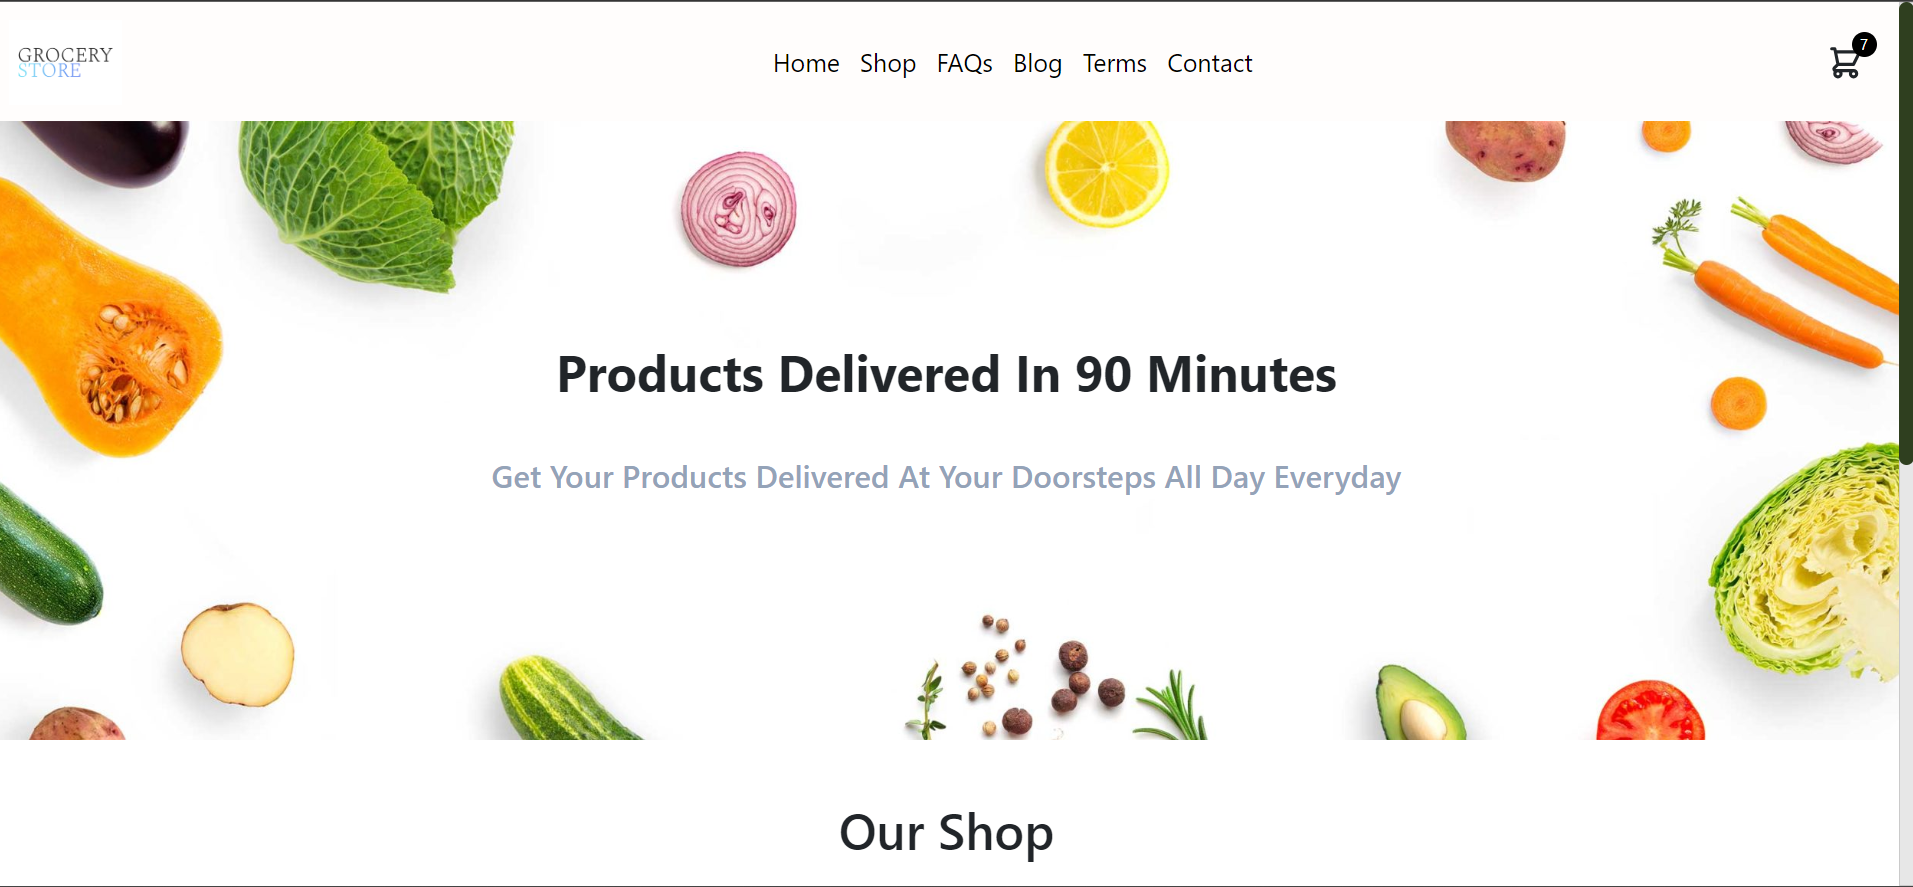 GROCERY
STORE
Home Shop FAQs Blog Terms Contact
7
Products Delivered In 90 Minutes
Get Your Products Delivered At Your Doorsteps All Day Everyday
Our Shop